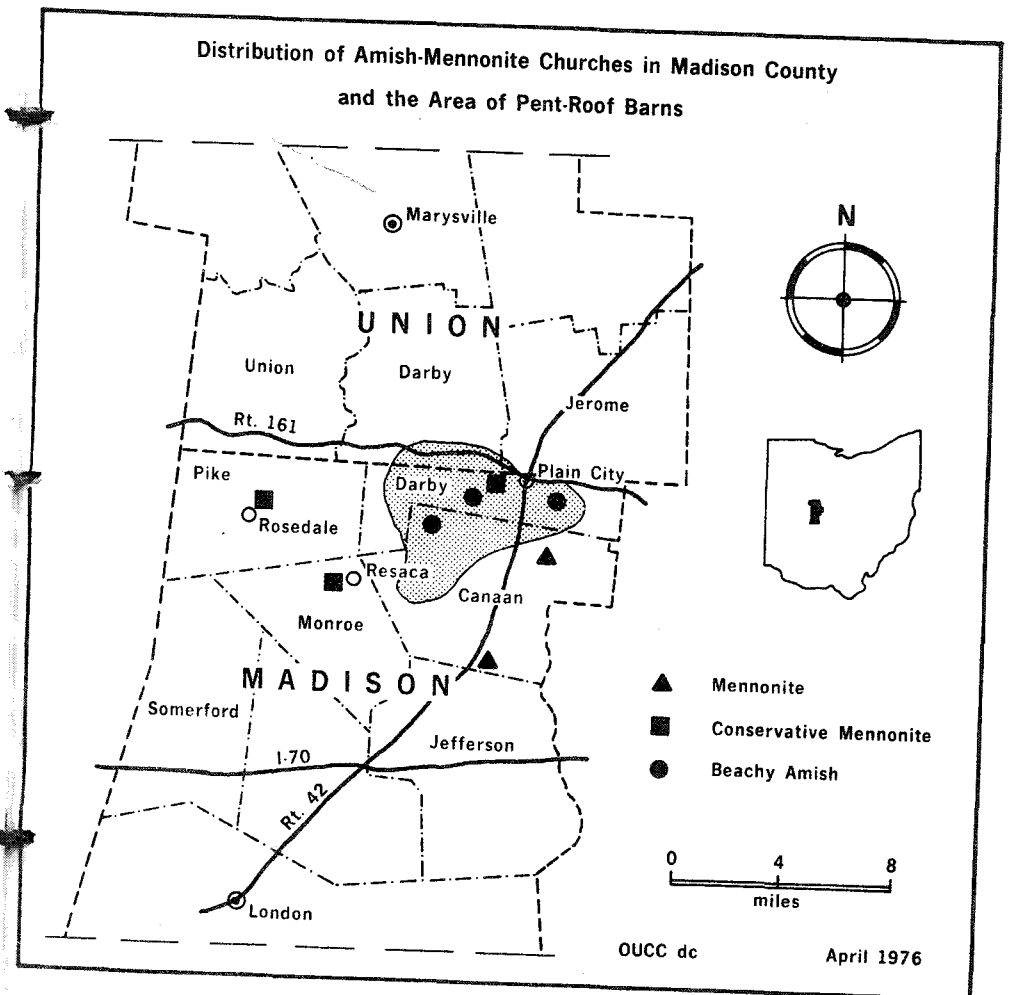 Distribution of Amish-Mennonite Churches in Madison County
and the Area of Pent-Roof Barns
N
Marysville
UNION
Union
Darby
Jerome
Rt. 161
Plain City
Pike
Darby
Rosedale
Resaca
Canaan
Monroe
MADISON
Somerford
Jefferson
I-70
Rt. 42
London
Mennonite
Conservative Mennonite
Beachy Amish
0 4 8
miles
OUCC dc
April 1976